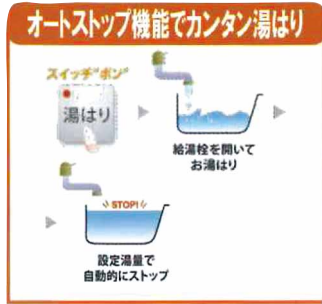 オートストップ機能でカンタン湯はり
スイッチ"ポン"
湯はり
給湯栓を開いて
お湯はり
STOP!
設定湯量で
自動的にストップ